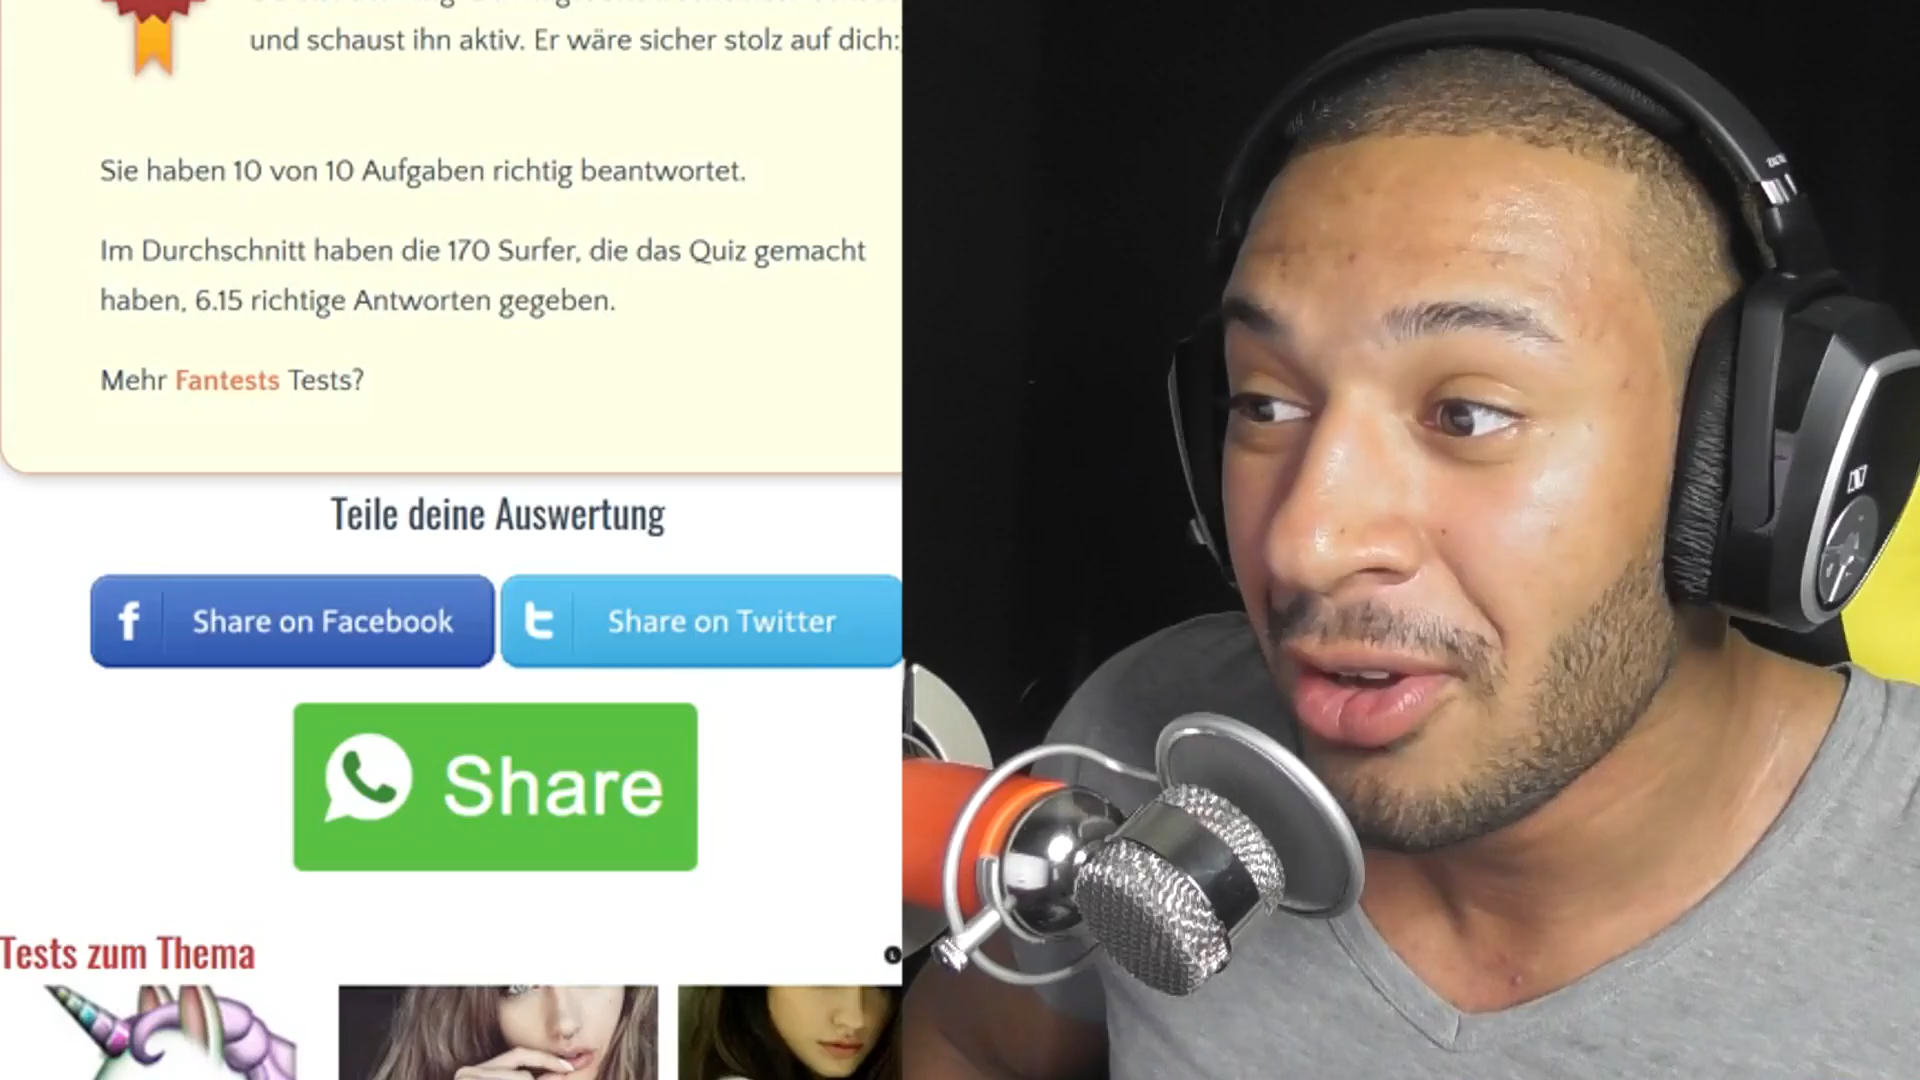 und schaust ihn aktiv. Er wäre sicher stolz auf dich:
Sie haben 10 von 10 Aufgaben richtig beantwortet.
Im Durchschnitt haben die 170 Surfer, die das Quiz gemacht
haben, 6.15 richtige Antworten gegeben.
Mehr Fantests Tests?
Teile deine Auswertung
Share on Facebook
Share on Twitter
Share
Tests zum Thema